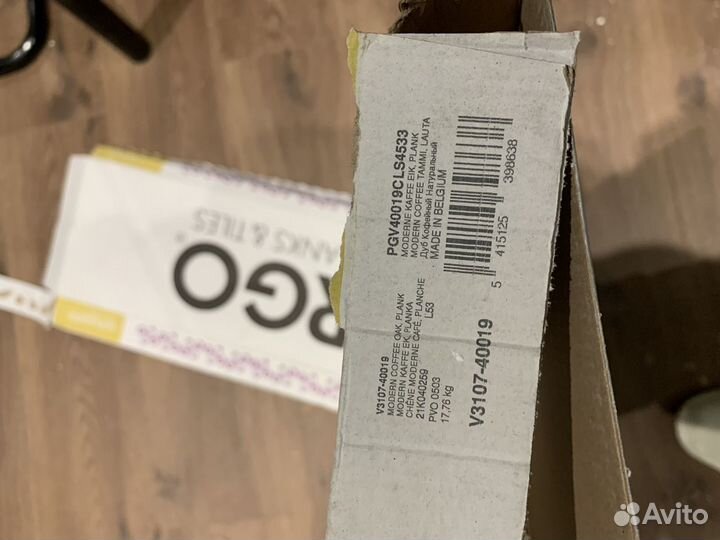 V3107-40019
MODERN COFFEE OAK, PLANK
MODERN KAFFE EK, PLANKA
CHÊNE MODERNE CAFÉ, PLANCHE
21K040259
PVO 0503
L53
17,76 kg
V3107-40019
PGV40019CLS4533
MODERNE KAFFE EIK, PLANK
MODERN COFFEE TAMMI, LAUTA
Дуб Кофейный Натуральный
MADE IN BELGIUM
5 415125 398638
RGO
ANKS & TILES
Avito